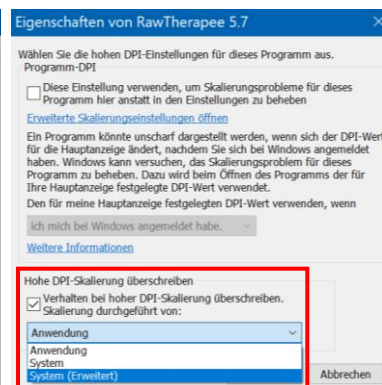 Eigenschaften von RawTherapee 5.7
Wählen Sie die hohen DPI-Einstellungen für dieses Programm aus.
Programm-DPI
Diese Einstellung verwenden, um Skalierungsprobleme für dieses
Programm hier anstatt in den Einstellungen zu beheben
Erweiterte Skalierungseinstellungen öffnen
Ein Programm könnte unscharf dargestellt werden, wenn sich der DPI-Wert
für die Hauptanzeige ändert, nachdem Sie sich bei Windows angemeldet
haben. Windows kann versuchen, das Skalierungsproblem für dieses
Programm zu beheben. Dazu wird beim Öffnen des Programms der für
Ihre Hauptanzeige festgelegte DPI-Wert verwendet.
Den für meine Hauptanzeige festgelegten DPI-Wert verwenden, wenn
ich mich bei Windows angemeldet habe.
Weitere Informationen
Hohe DPI-Skalierung überschreiben
Verhalten bei hoher DPI-Skalierung überschreiben.
Skalierung durchgeführt von:
Anwendung
Anwendung
System
System (Erweitert)
Abbrechen